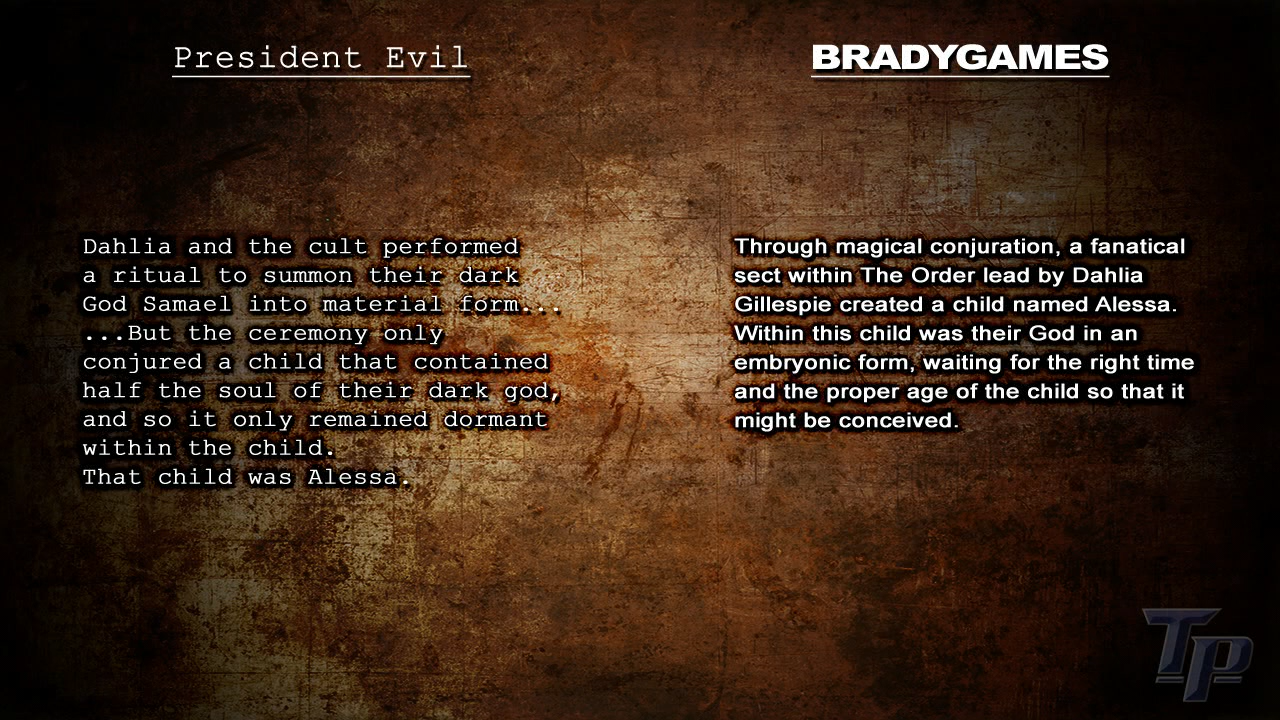 President Evil
Dahlia and the cult performed
a ritual to summon their dark
God Samael into material form...
...But the ceremony only
conjured a child that contained
half the soul of their dark god,
and so it only remained dormant
within the child.
That child was Alessa.
BRADYGAMES
Through magical conjuration, a fanatical
sect within The Order lead by Dahlia
Gillespie created a child named Alessa.
Within this child was their God in an
embryonic form, waiting for the right time
and the proper age of the child so that it
might be conceived.
TP